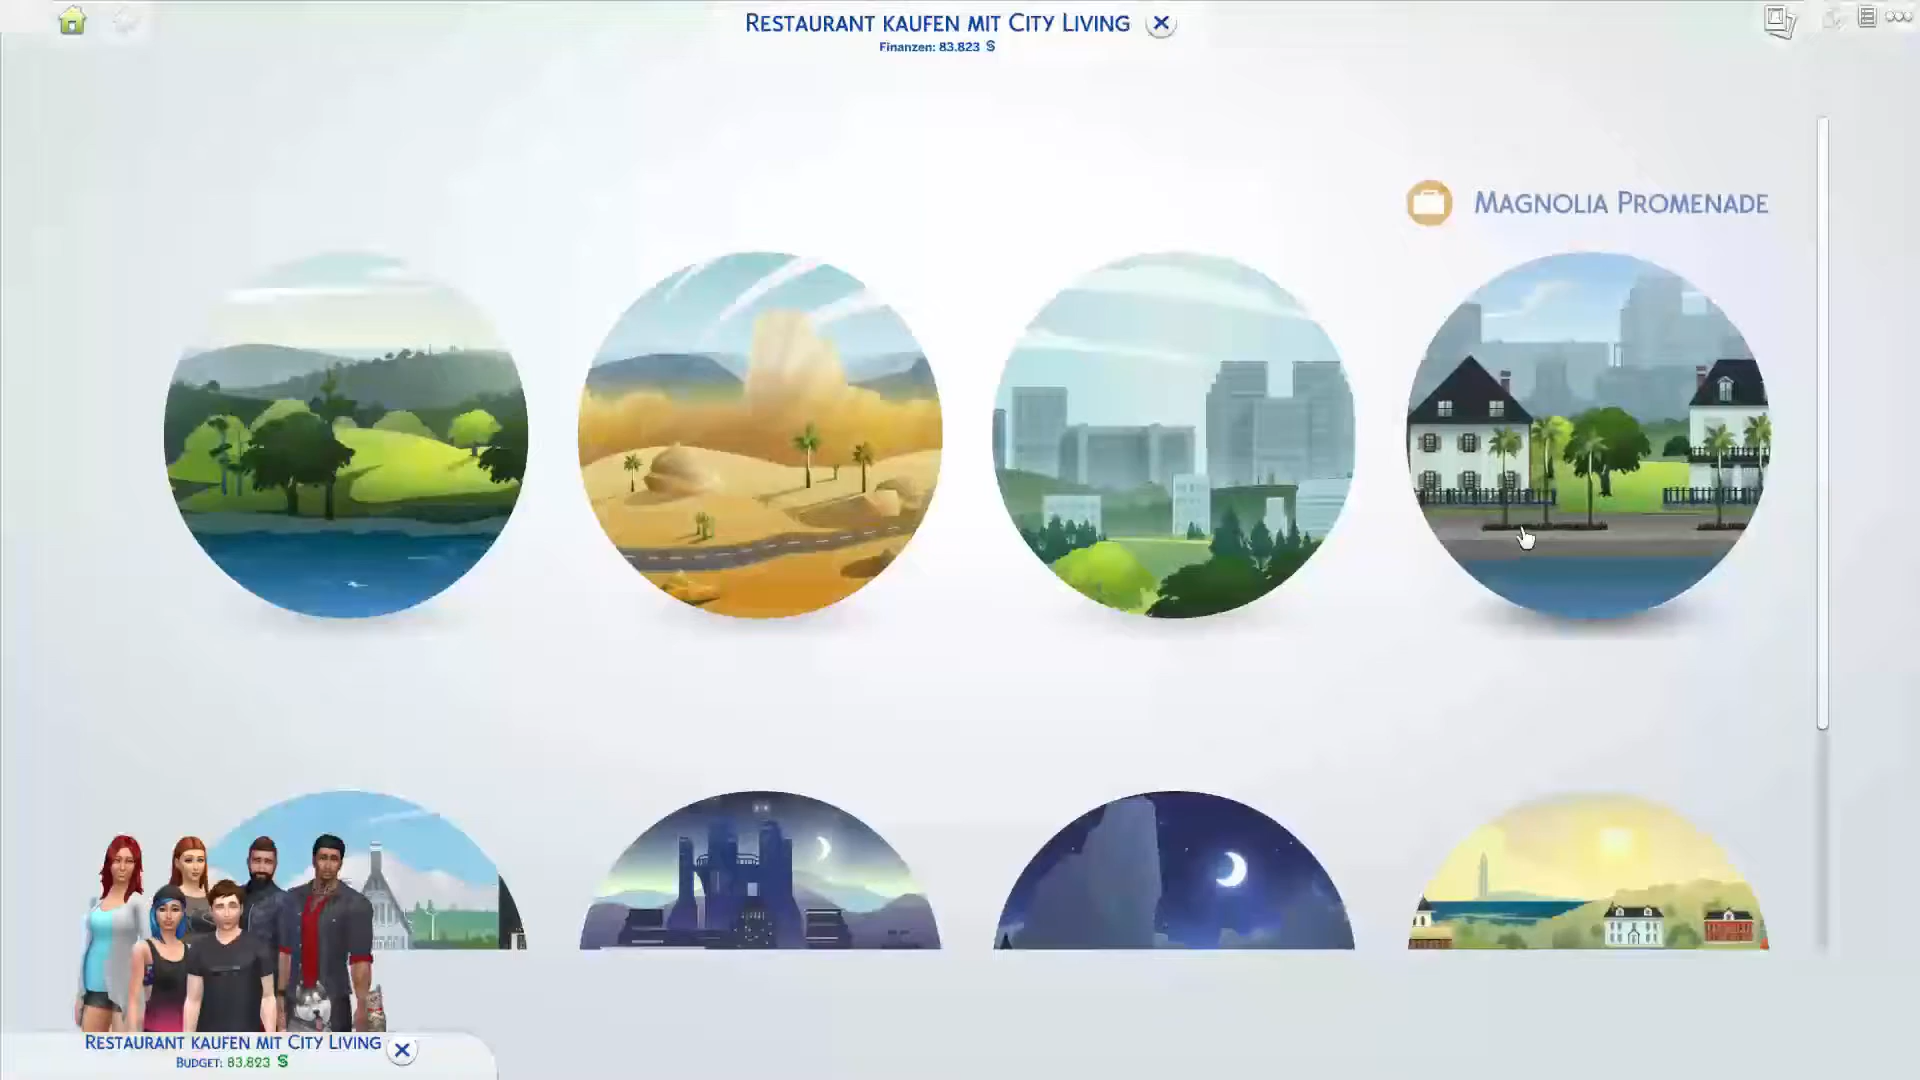 Restaurant kaufen mit City Living
Finanzen: 83.823 $
Magnolia Promenade
Restaurant kaufen mit City Living
Budget: 83.823 $